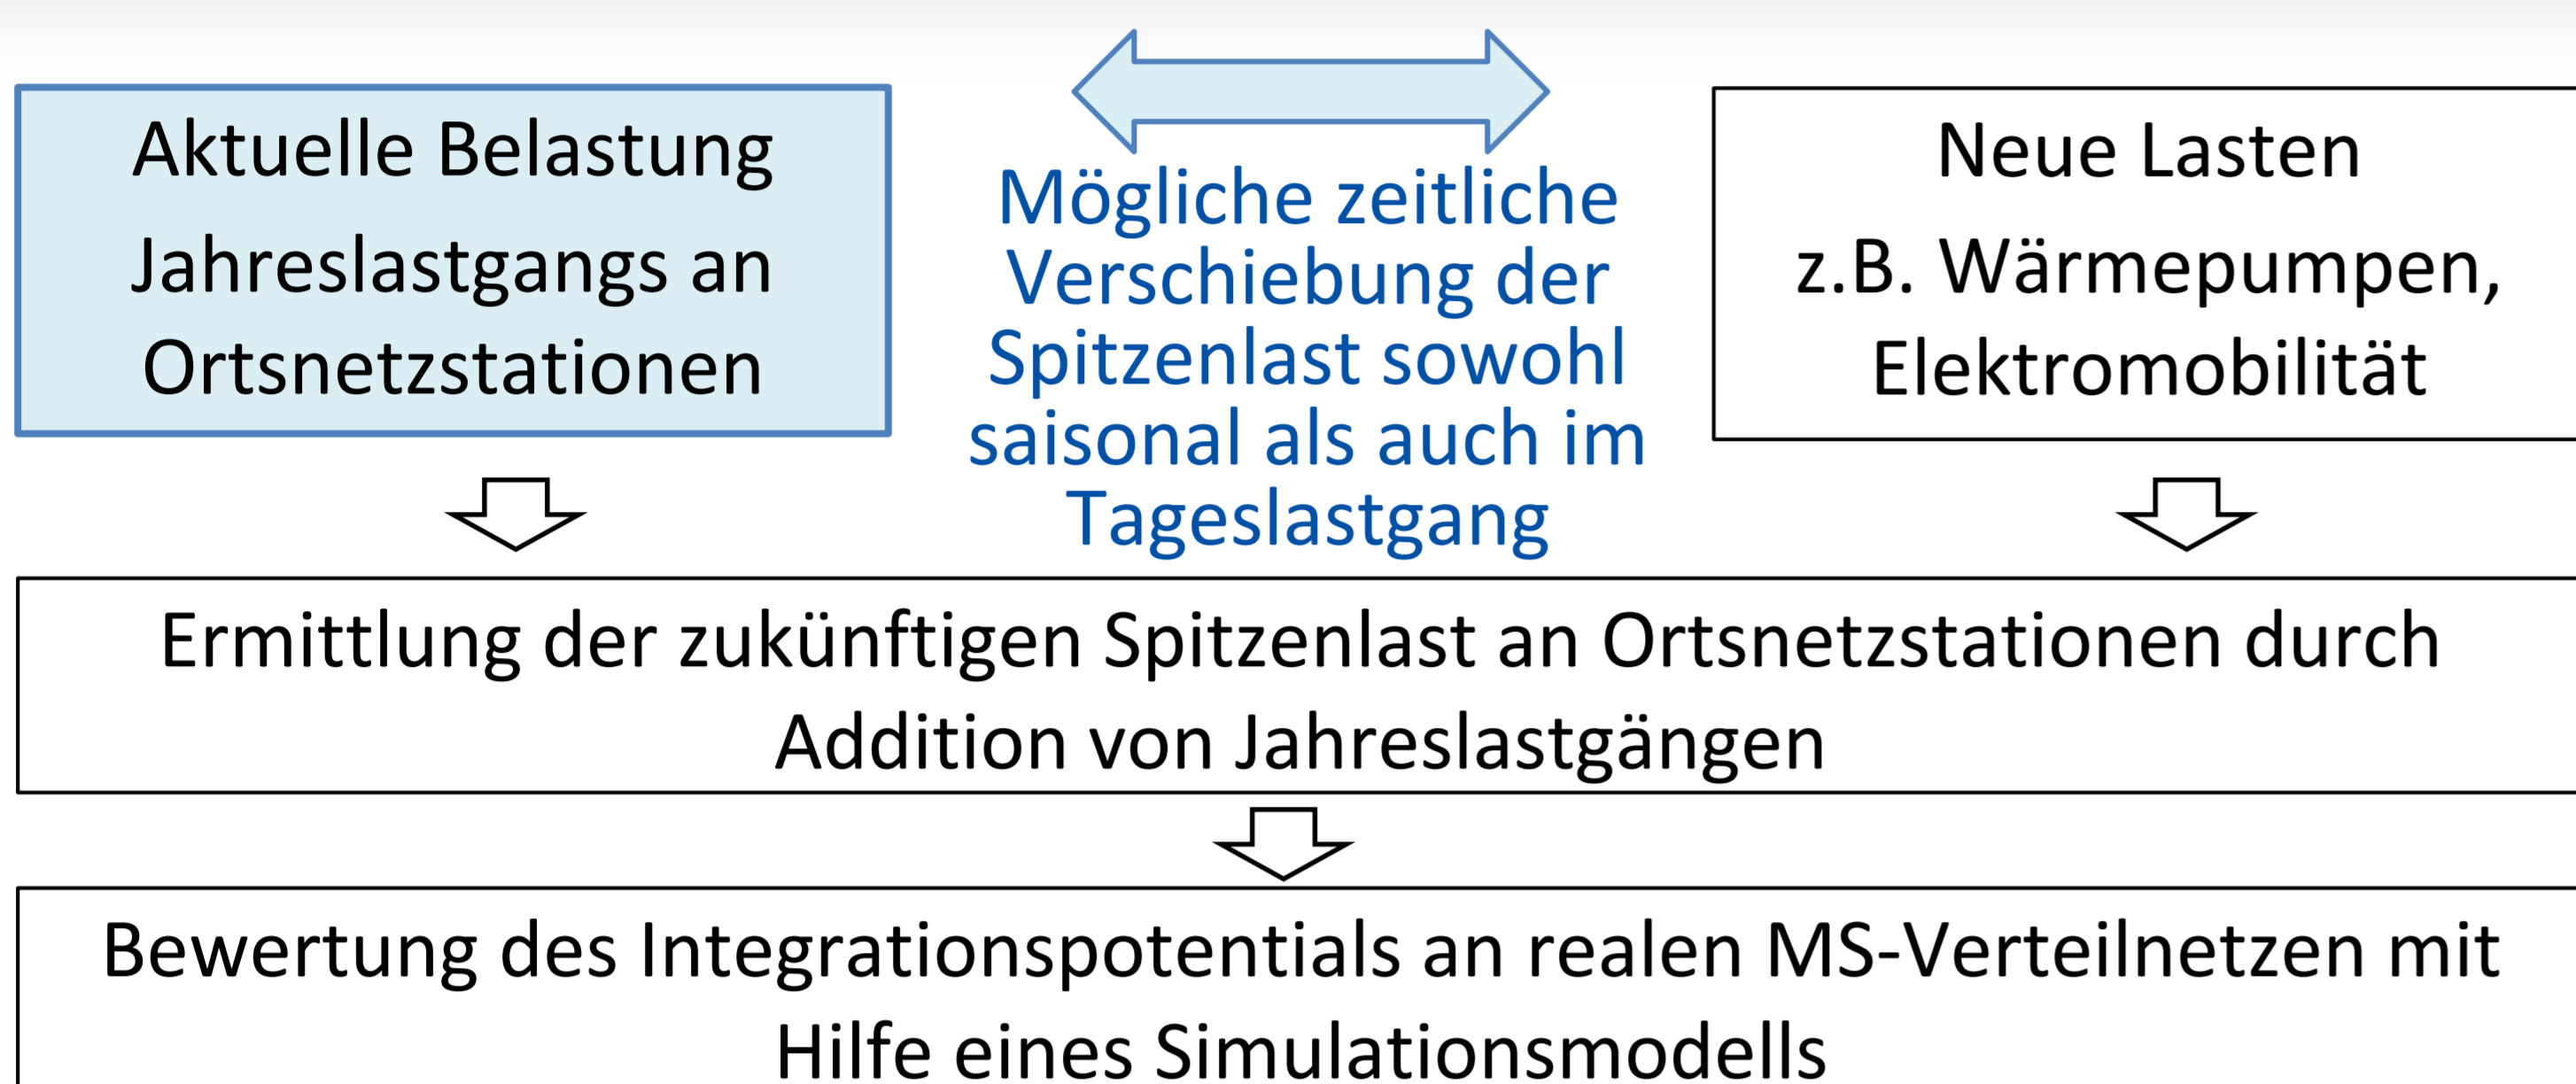 Aktuelle Belastung
Jahreslastgangs an
Ortsnetzstationen
Mögliche zeitliche
Verschiebung der
Spitzenlast sowohl
saisonal als auch im
Tageslastgang
Neue Lasten
z.B. Wärmepumpen,
Elektromobilität
Ermittlung der zukünftigen Spitzenlast an Ortsnetzstationen durch
Addition von Jahreslastgängen
Bewertung des Integrationspotentials an realen MS-Verteilnetzen mit
Hilfe eines Simulationsmodells